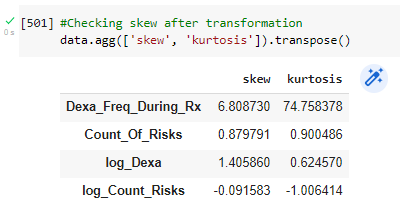 [501] #Checking skew after transformation
data.agg(['skew', 'kurtosis']).transpose()
0s
skew kurtosis
Dexa_Freq_During_Rx 6.808730 74.758378
Count_Of_Risks 0.879791 0.900486
log_Dexa 1.405860 0.624570
log_Count_Risks -0.091583 -1.006414